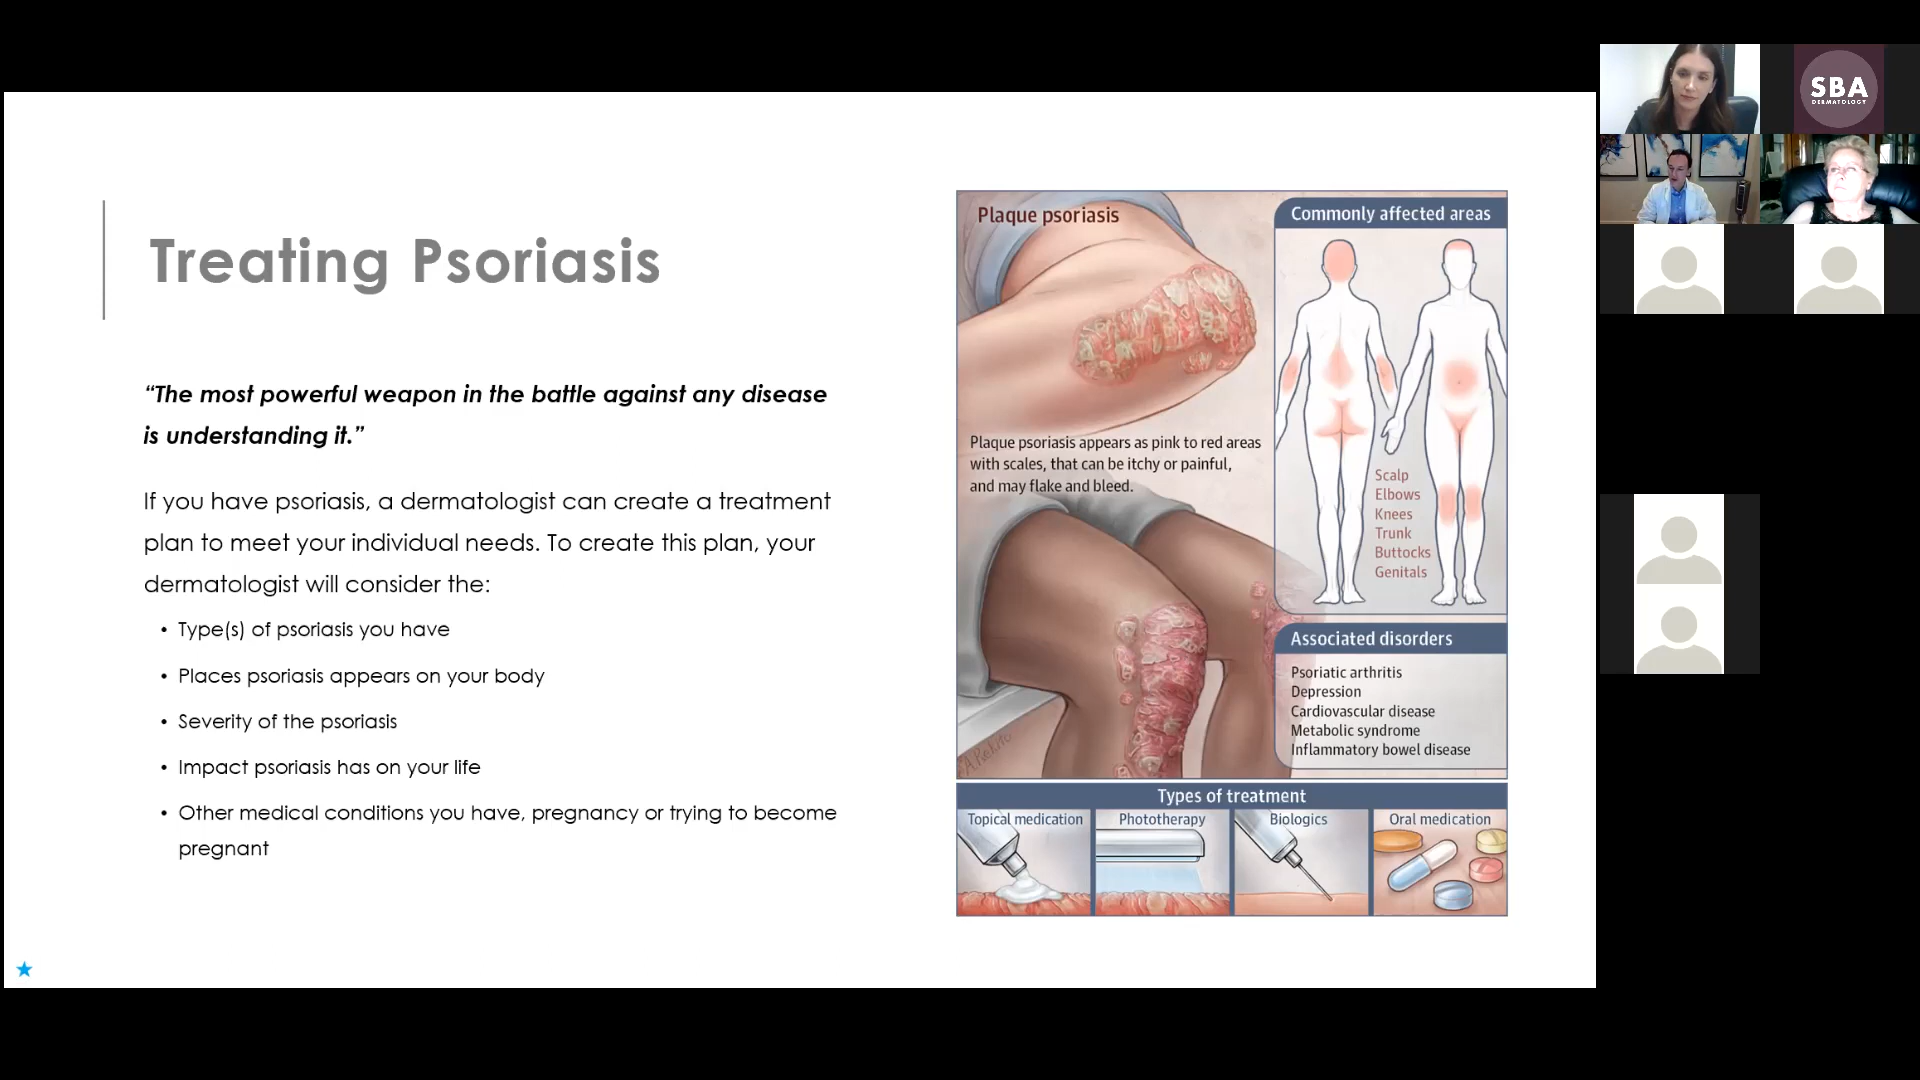 Treating Psoriasis
“The most powerful weapon in the battle against any disease
is understanding it.”
If you have psoriasis, a dermatologist can create a treatment
plan to meet your individual needs. To create this plan, your
dermatologist will consider the:
• Type(s) of psoriasis you have
• Places psoriasis appears on your body
• Severity of the psoriasis
• Impact psoriasis has on your life
• Other medical conditions you have, pregnancy or trying to become
pregnant
Plaque psoriasis
Plaque psoriasis appears as pink to red areas
with scales, that can be itchy or painful,
and may flake and bleed.
A.Rekito
Commonly affected areas
Scalp
Elbows
Knees
Trunk
Buttocks
Genitals
Associated disorders
Psoriatic arthritis
Depression
Cardiovascular disease
Metabolic syndrome
Inflammatory bowel disease
Types of treatment
Topical medication
Phototherapy
Biologics
Oral medication
SBA
DERMATOLOGY